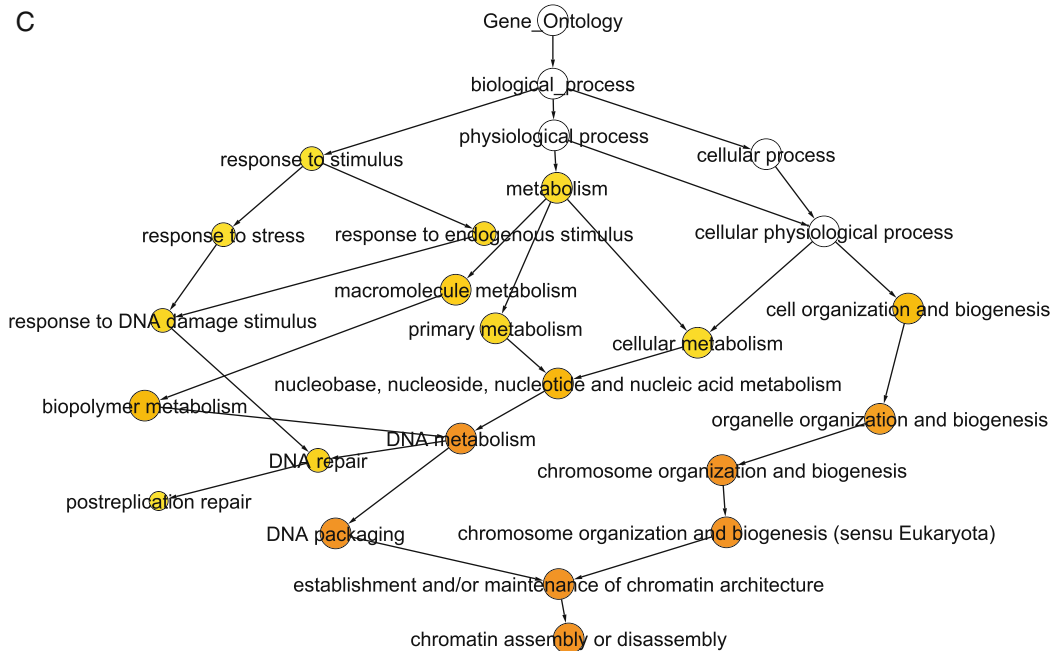 C
Gene_Ontology
biological_process
physiological process
cellular process
response to stimulus
metabolism
response to stress
response to endogenous stimulus
cellular physiological process
macromolecule metabolism
cell organization and biogenesis
response to DNA damage stimulus
primary metabolism
cellular metabolism
nucleobase, nucleoside, nucleotide and nucleic acid metabolism
biopolymer metabolism
organelle organization and biogenesis
DNA metabolism
DNA repair
chromosome organization and biogenesis
postreplication repair
DNA packaging
chromosome organization and biogenesis (sensu Eukaryota)
establishment and/or maintenance of chromatin architecture
chromatin assembly or disassembly